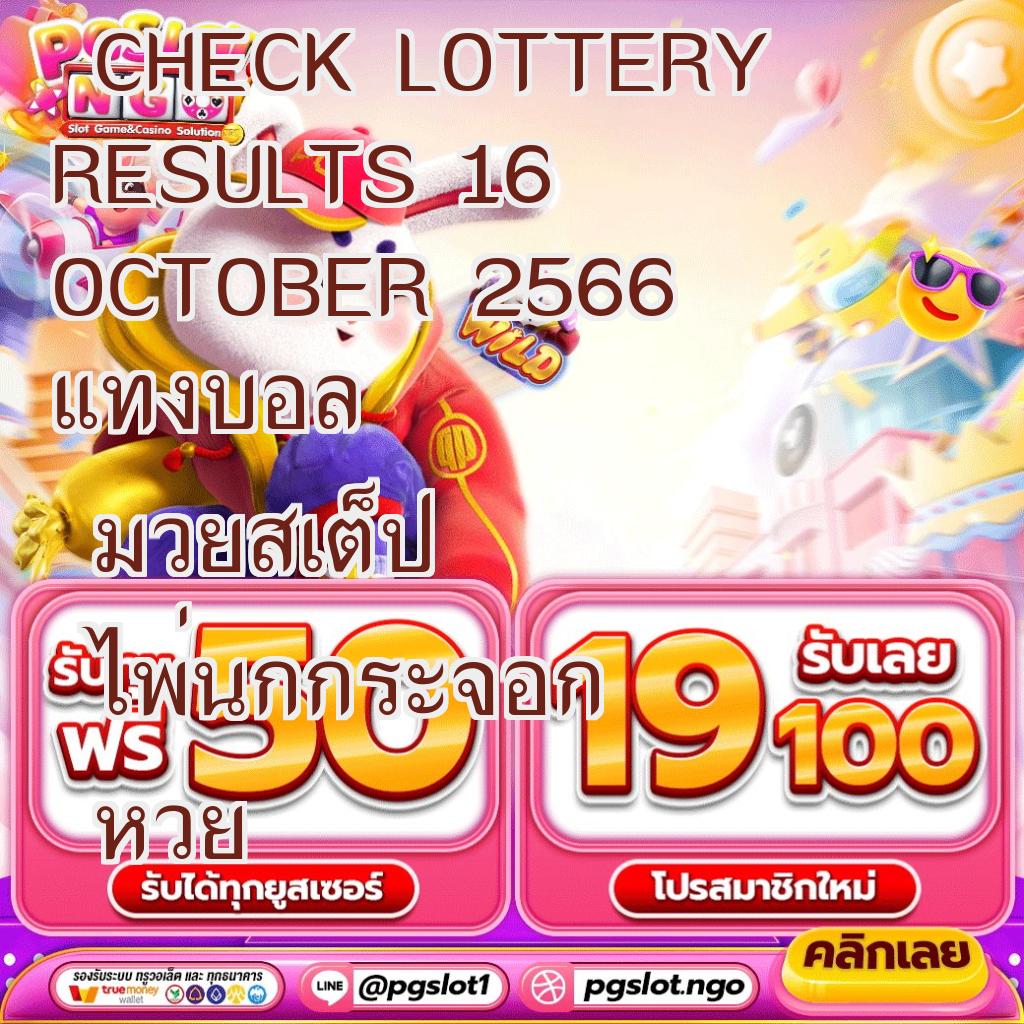 PGSlot
NGO
Slot Game&Casino Solution
CHECK LOTTERY
RESULTS 16
OCTOBER 2566
แทงบอล
มวยสเต็ป
ไพ่นกกระจอก
หวย
WILD
ฟรี 50
รับได้ทุกยูสเซอร์
19 รับเลย 100
โปรสมาชิกใหม่
คลิกเลย
รองรับระบบ ทรูวอเล็ต และ ทุกธนาคาร
truemoney
wallet
LINE @pgslot1
pgslot.ngo